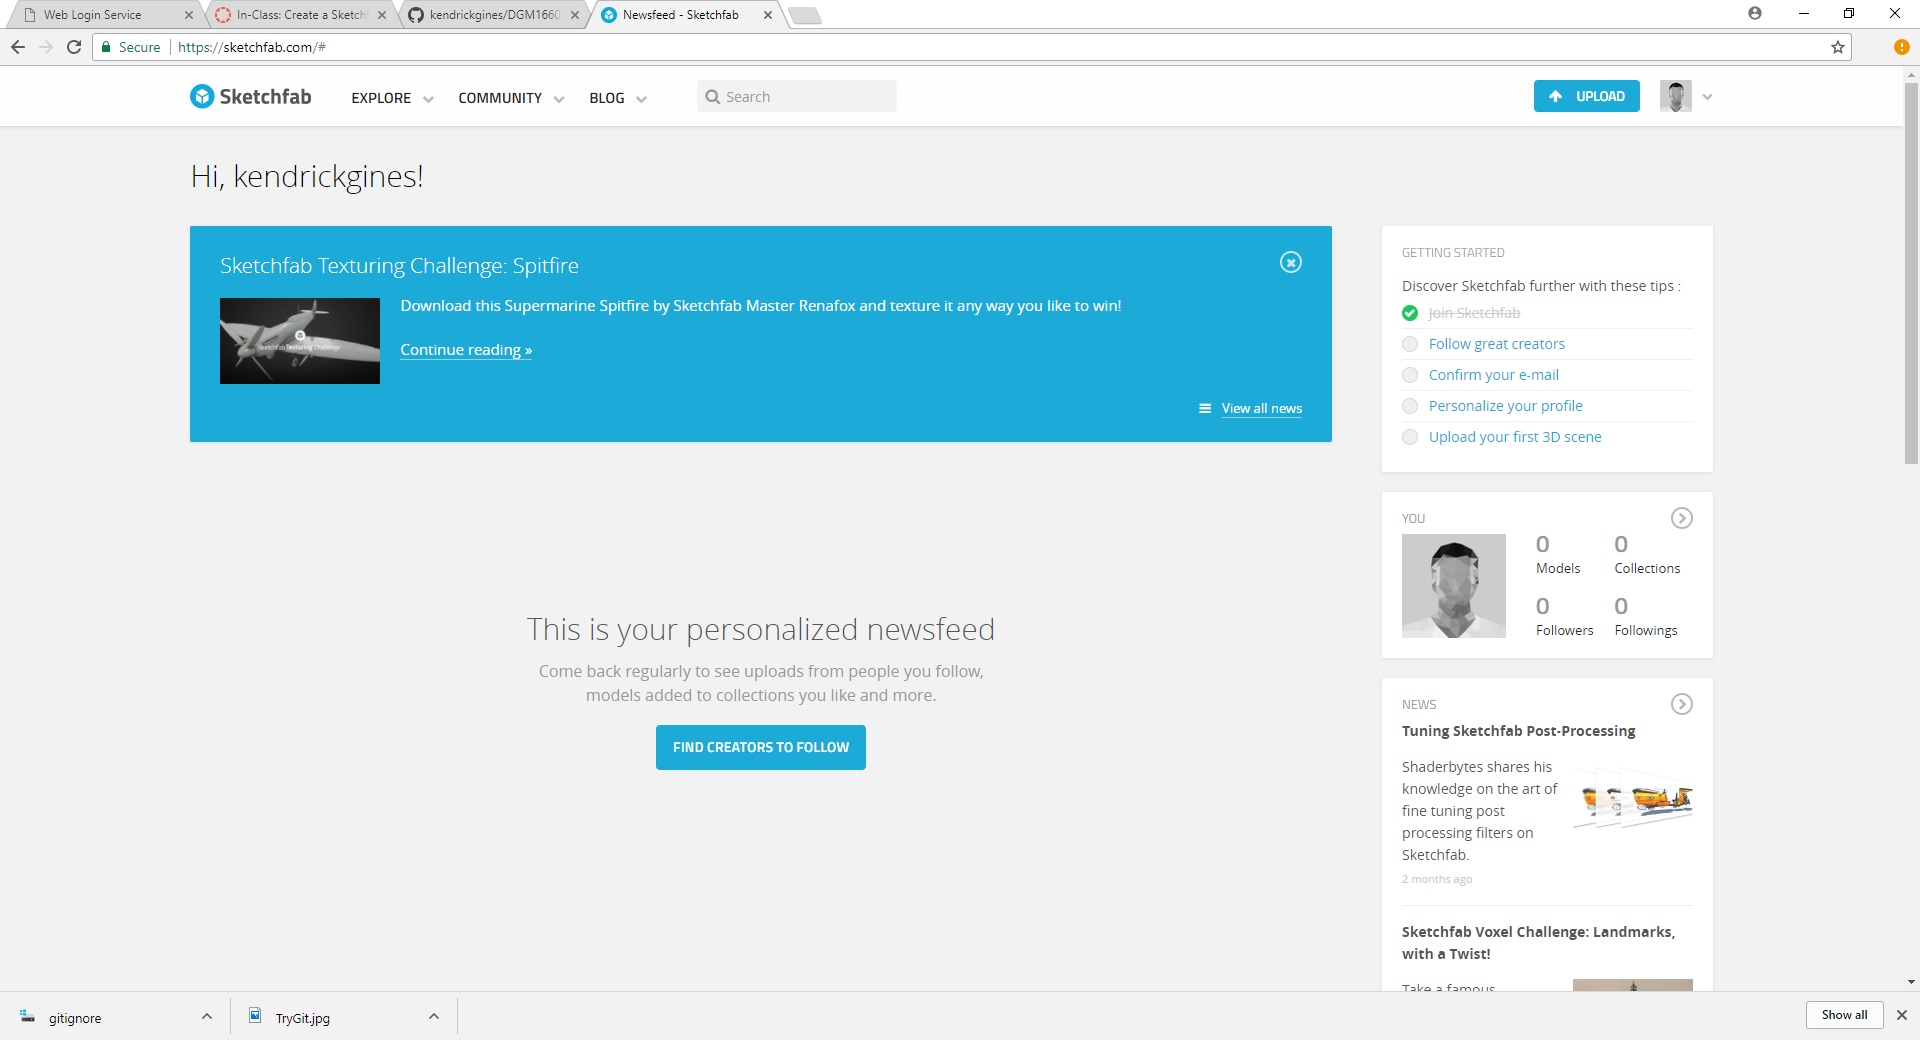 Web Login Service
In-Class: Create a Sketchf
kendrickgines/DGM1660
Newsfeed - Sketchfab
Secure
https://sketchfab.com/#
Sketchfab
EXPLORE
COMMUNITY
BLOG
Search
UPLOAD
Hi, kendrickgines!
Sketchfab Texturing Challenge: Spitfire
Sketchfab Texturing Challenge
Download this Supermarine Spitfire by Sketchfab Master Renafox and texture it any way you like to win!
Continue reading »
View all news
GETTING STARTED
Discover Sketchfab further with these tips :
Join Sketchfab
Follow great creators
Confirm your e-mail
Personalize your profile
Upload your first 3D scene
YOU
0
Models
0
Collections
0
Followers
0
Followings
This is your personalized newsfeed
Come back regularly to see uploads from people you follow,
models added to collections you like and more.
FIND CREATORS TO FOLLOW
NEWS
Tuning Sketchfab Post-Processing
Shaderbytes shares his
knowledge on the art of
fine tuning post
processing filters on
Sketchfab.
2 months ago
Sketchfab Voxel Challenge: Landmarks,
with a Twist!
Take a famous
gitignore
TryGit.jpg
Show all